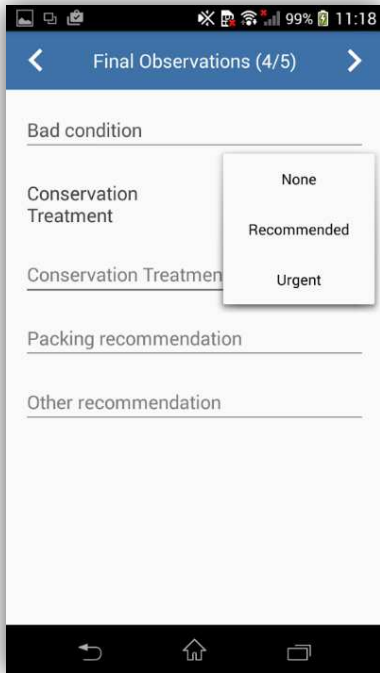 99% 11:18
Final Observations (4/5)
Bad condition
None
Conservation
Treatment
Recommended
Conservation Treatmen
Urgent
Packing recommendation
Other recommendation